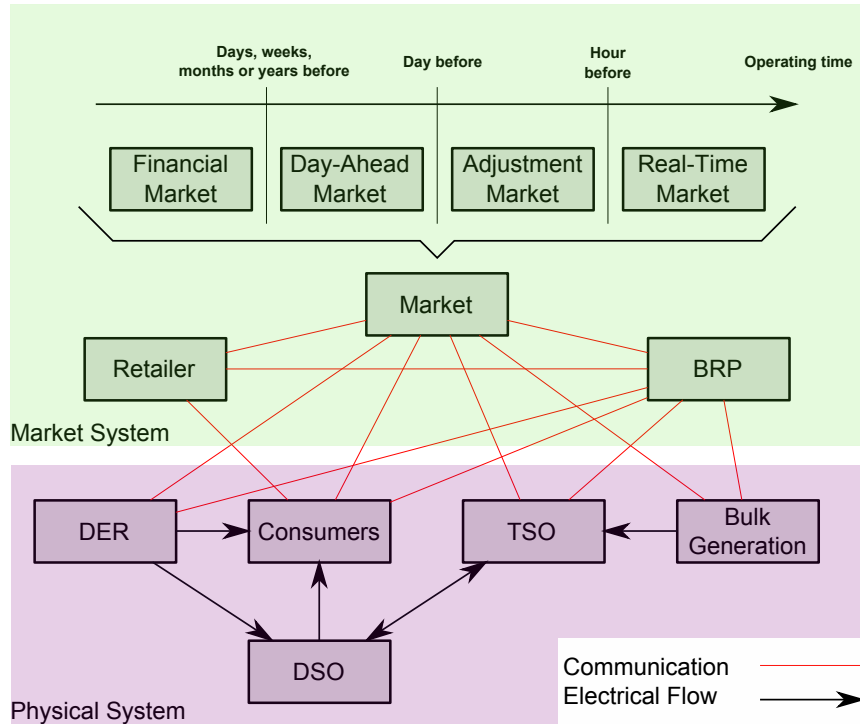 Days, weeks,
months or years before
Day before
Hour
before
Operating time
Financial
Market
Day-Ahead
Market
Adjustment
Market
Real-Time
Market
Market
Retailer
BRP
Market System
DER
Consumers
TSO
Bulk
Generation
DSO
Physical System
Communication
Electrical Flow